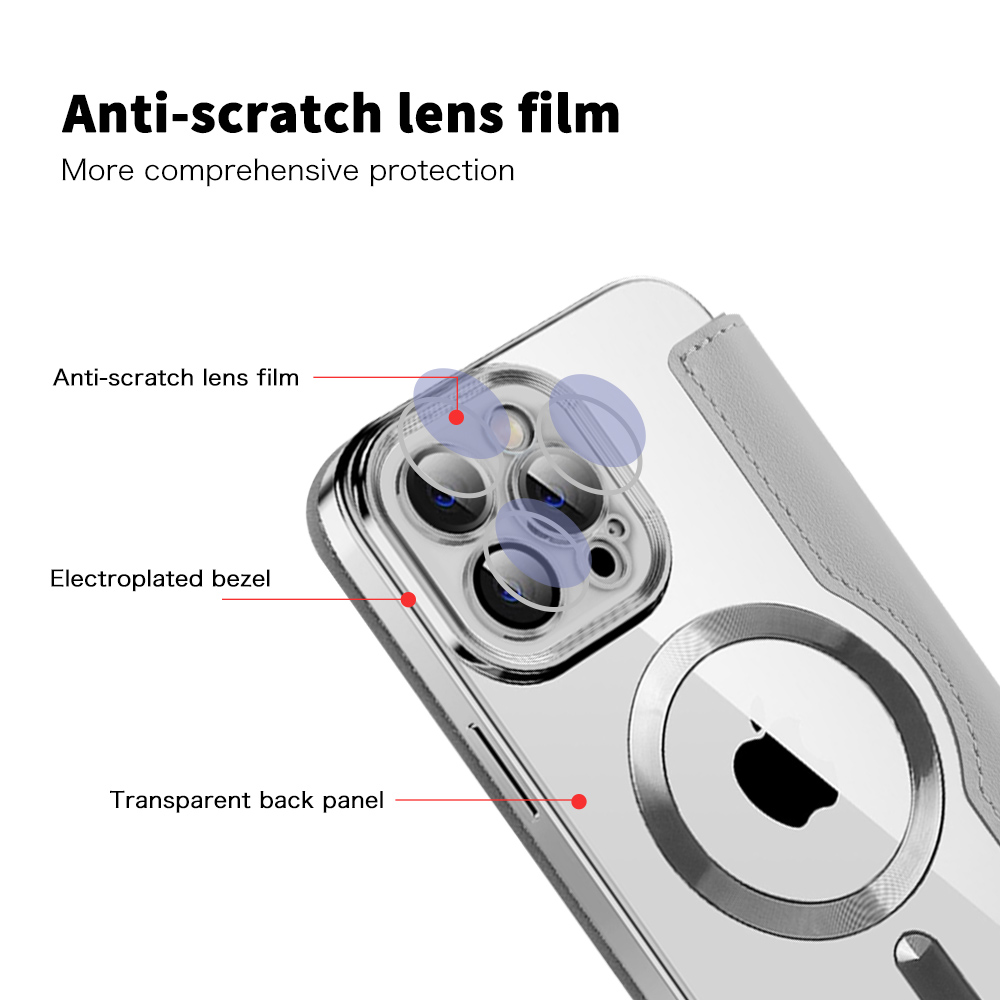 Anti-scratch lens film
More comprehensive protection
Anti-scratch lens film
Electroplated bezel
Transparent back panel